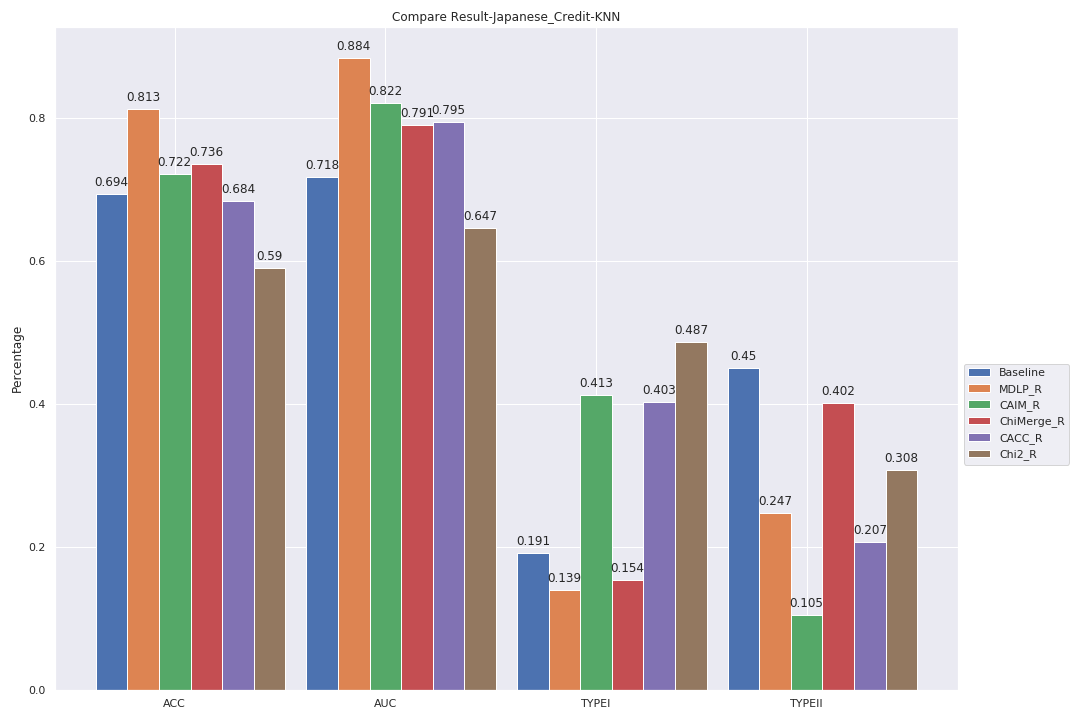 Compare Result-Japanese_Credit-KNN
Percentage
0.8
0.6
0.4
0.2
0.0
0.694
0.813
0.722
0.736
0.684
0.59
0.718
0.884
0.822
0.791
0.795
0.647
0.191
0.139
0.413
0.154
0.403
0.487
0.45
0.247
0.105
0.402
0.207
0.308
ACC
AUC
TYPEI
TYPEII
Baseline
MDLP_R
CAIM_R
ChiMerge_R
CACC_R
Chi2_R